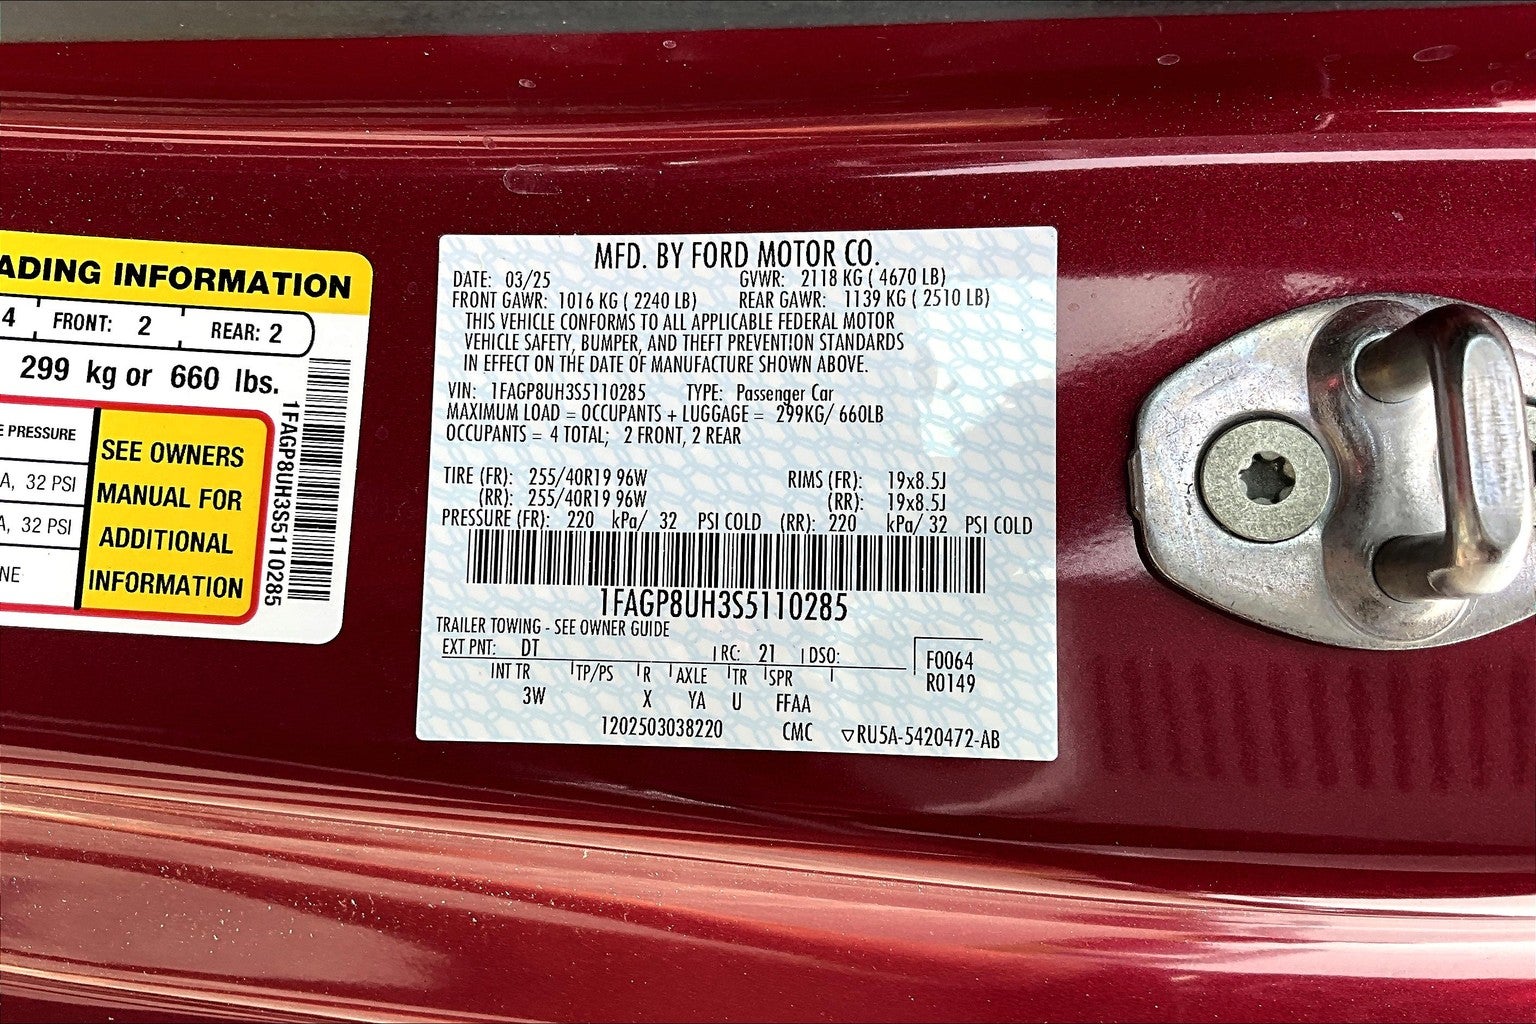 ADING INFORMATION
4 FRONT: 2 REAR: 2
299 kg or 660 lbs.
E PRESSURE
A, 32 PSI
A, 32 PSI
NE
SEE OWNERS
MANUAL FOR
ADDITIONAL
INFORMATION
1FAGP8UH3S5110285
MFD. BY FORD MOTOR CO.
DATE: 03/25 GVWR: 2118 KG ( 4670 LB)
FRONT GAWR: 1016 KG ( 2240 LB) REAR GAWR: 1139 KG ( 2510 LB)
THIS VEHICLE CONFORMS TO ALL APPLICABLE FEDERAL MOTOR
VEHICLE SAFETY, BUMPER, AND THEFT PREVENTION STANDARDS
IN EFFECT ON THE DATE OF MANUFACTURE SHOWN ABOVE.
VIN: 1FAGP8UH3S5110285 TYPE: Passenger Car
MAXIMUM LOAD = OCCUPANTS + LUGGAGE = 299KG/ 660LB
OCCUPANTS = 4 TOTAL; 2 FRONT, 2 REAR
TIRE (FR): 255/40R19 96W RIMS (FR): 19x8.5J
(RR): 255/40R19 96W (RR): 19x8.5J
PRESSURE (FR): 220 kPa/ 32 PSI COLD (RR): 220 kPa/ 32 PSI COLD
1FAGP8UH3S5110285
TRAILER TOWING - SEE OWNER GUIDE
EXT PNT: DT RC: 21 DSO: F0064
INT TR TP/PS R AXLE TR SPR R0149
3W X YA U FFAA
1202503038220 CMC ▽RU5A-5420472-AB